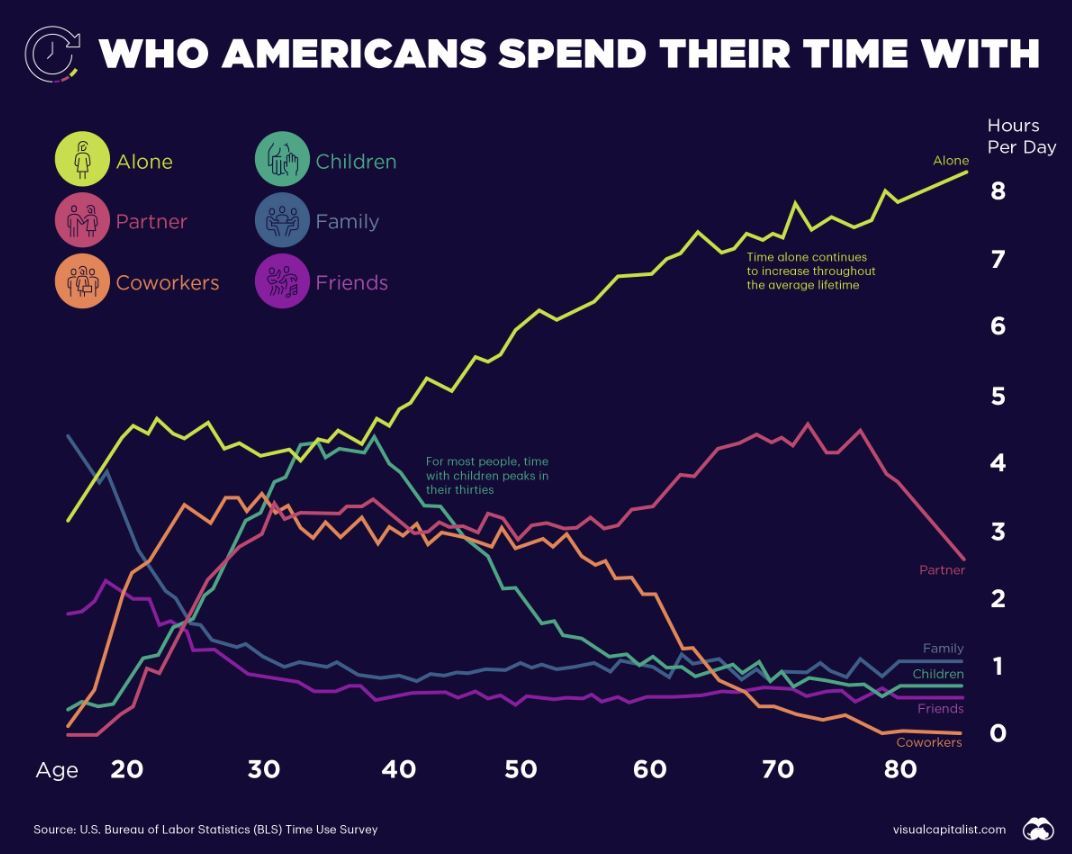 WHO AMERICANS SPEND THEIR TIME WITH
Hours
Per Day
Alone
Children
Partner
Family
Coworkers
Friends
Alone
8
Time alone continues
to increase throughout
the average lifetime
7
6
5
For most people, time
with children peaks in
their thirties
4
3
Partner
2
Family
1
Children
Friends
0
Coworkers
Age 20 30 40 50 60 70 80
Source: U.S. Bureau of Labor Statistics (BLS) Time Use Survey
visualcapitalist.com